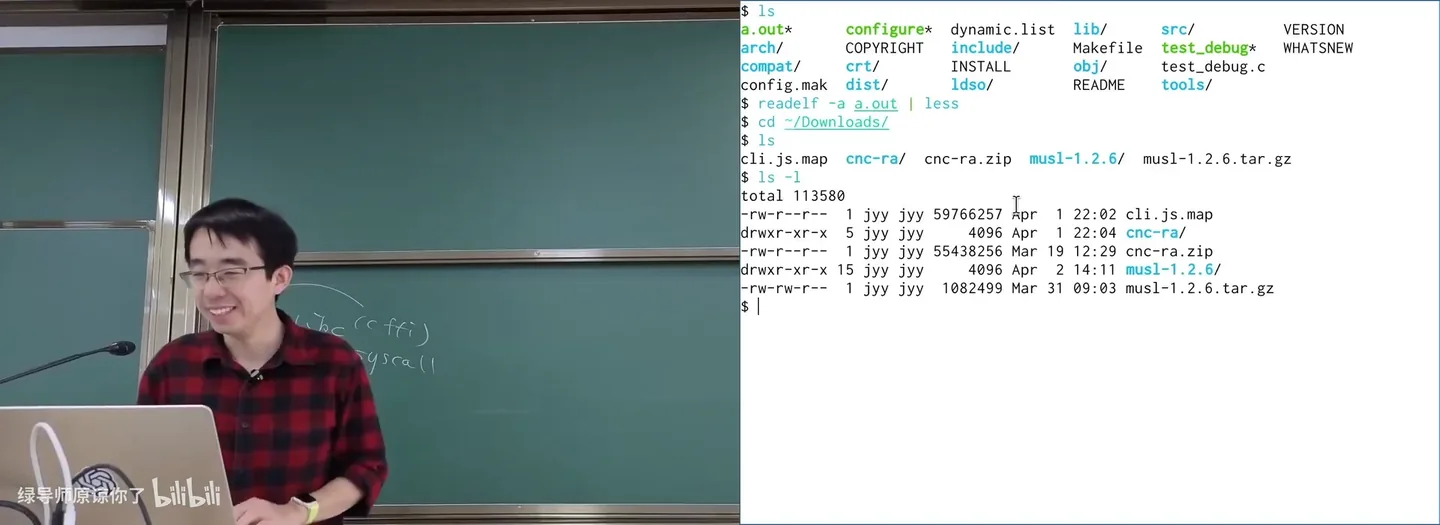 libc (cffi)
syscall
绿导师原谅你了 bilibili
$ ls
a.out* configure* dynamic.list lib/ src/ VERSION
arch/ COPYRIGHT include/ Makefile test_debug* WHATSNEW
compat/ crt/ INSTALL obj/ test_debug.c
config.mak dist/ ldso/ README tools/
$ readelf -a a.out | less
$ cd ~/Downloads/
$ ls
cli.js.map cnc-ra/ cnc-ra.zip musl-1.2.6/ musl-1.2.6.tar.gz
$ ls -l
total 113580
-rw-r--r-- 1 jyy jyy 59766257 Apr 1 22:02 cli.js.map
drwxr-xr-x 5 jyy jyy 4096 Apr 1 22:04 cnc-ra/
-rw-r--r-- 1 jyy jyy 55438256 Mar 19 12:29 cnc-ra.zip
drwxr-xr-x 15 jyy jyy 4096 Apr 2 14:11 musl-1.2.6/
-rw-rw-r-- 1 jyy jyy 1082499 Mar 31 09:03 musl-1.2.6.tar.gz
$